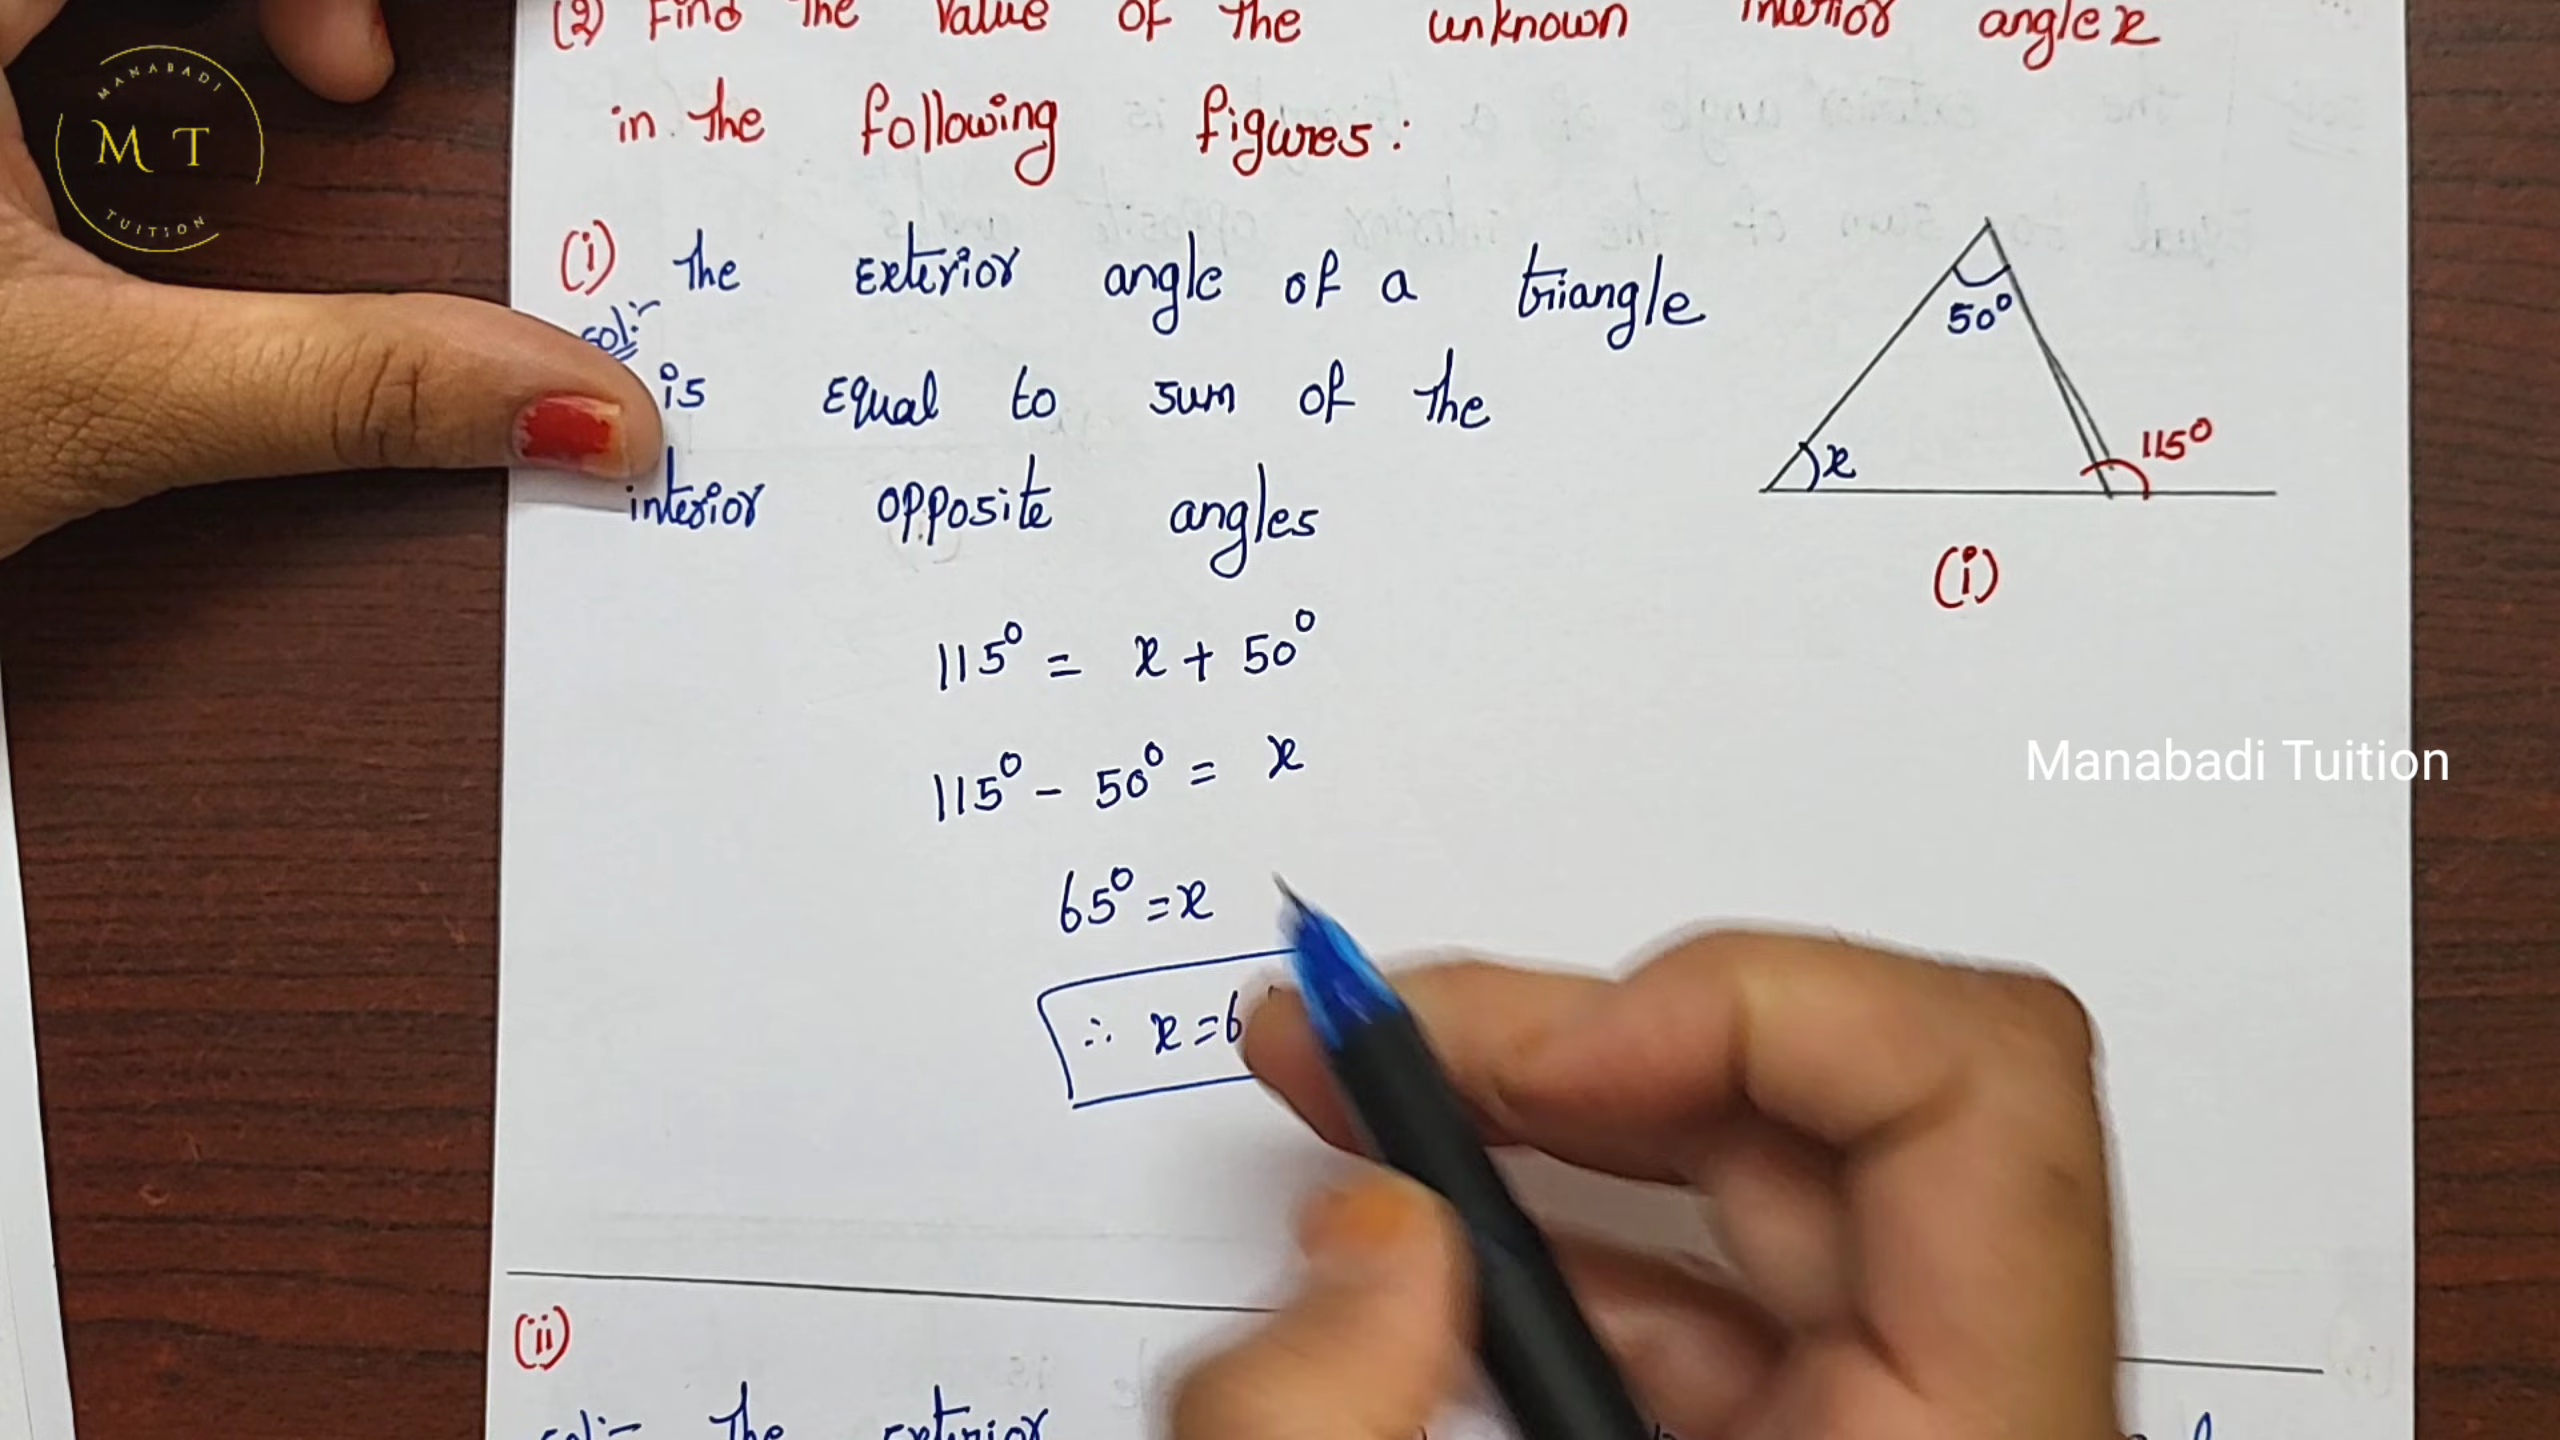 MANABADI
M T
TUITION
(2) Find the value of the unknown interior angle x
in the following figures:
(i) The Exterior angle of a triangle
sol:-
is Equal to sum of the
interior opposite angles
50°
x
115°
(i)
115° = x + 50°
115° - 50° = x
65° = x
∴ x = 6
Manabadi Tuition
(ii)
sol:- The exterior